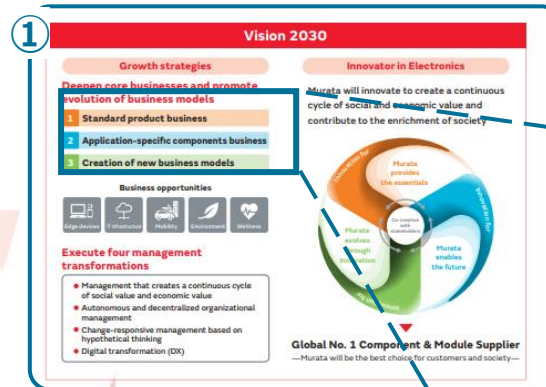 ①
Vision 2030
Growth strategies
Deepen core businesses and promote
evolution of business models
1 Standard product business
2 Application-specific components business
3 Creation of new business models
Business opportunities
Edge devices IT infrastructure Mobility Environment Wellness
Execute four management
transformations
● Management that creates a continuous cycle
of social value and economic value
● Autonomous and decentralized organizational
management
● Change-responsive management based on
hypothetical thinking
● Digital transformation (DX)
Innovator in Electronics
Murata will innovate to create a continuous
cycle of social and economic value and
contribute to the enrichment of society
Innovation for
Murata
provides
the essentials
Innovation for
Co-creation
with
stakeholders
Murata
evolves
through
innovation
Murata
enables
the future
Innovation for
Global No. 1 Component & Module Supplier
—Murata will be the best choice for customers and society—